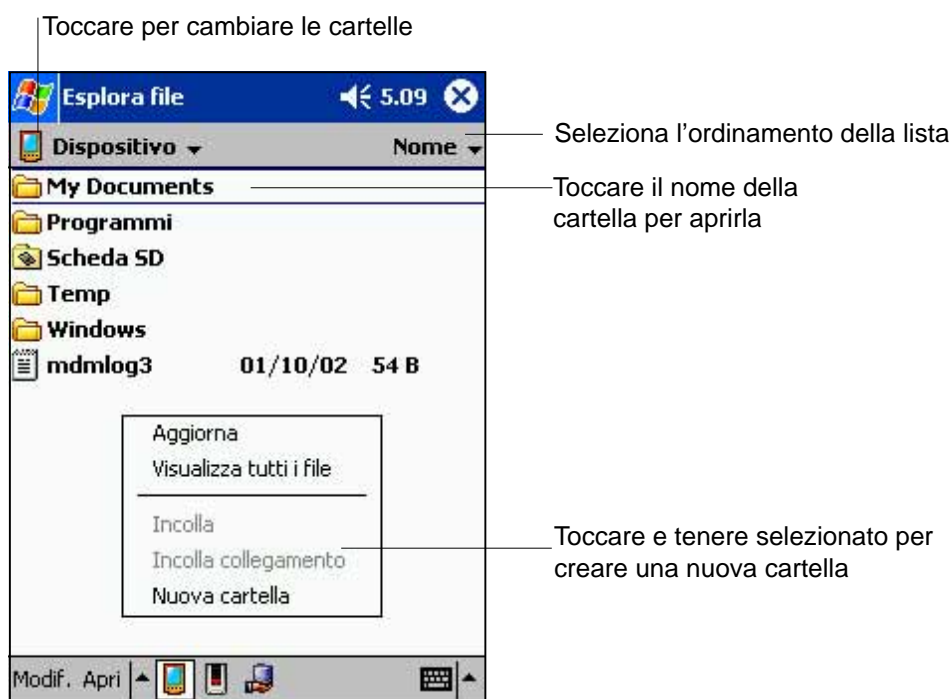 Toccare per cambiare le cartelle
Esplora file 5.09
Dispositivo Nome
Seleziona l'ordinamento della lista
My Documents
Toccare il nome della
cartella per aprirla
Programmi
Scheda SD
Temp
Windows
mdmlog3 01/10/02 54 B
Aggiorna
Visualizza tutti i file
Incolla
Incolla collegamento
Nuova cartella
Toccare e tenere selezionato per
creare una nuova cartella
Modif. Apri